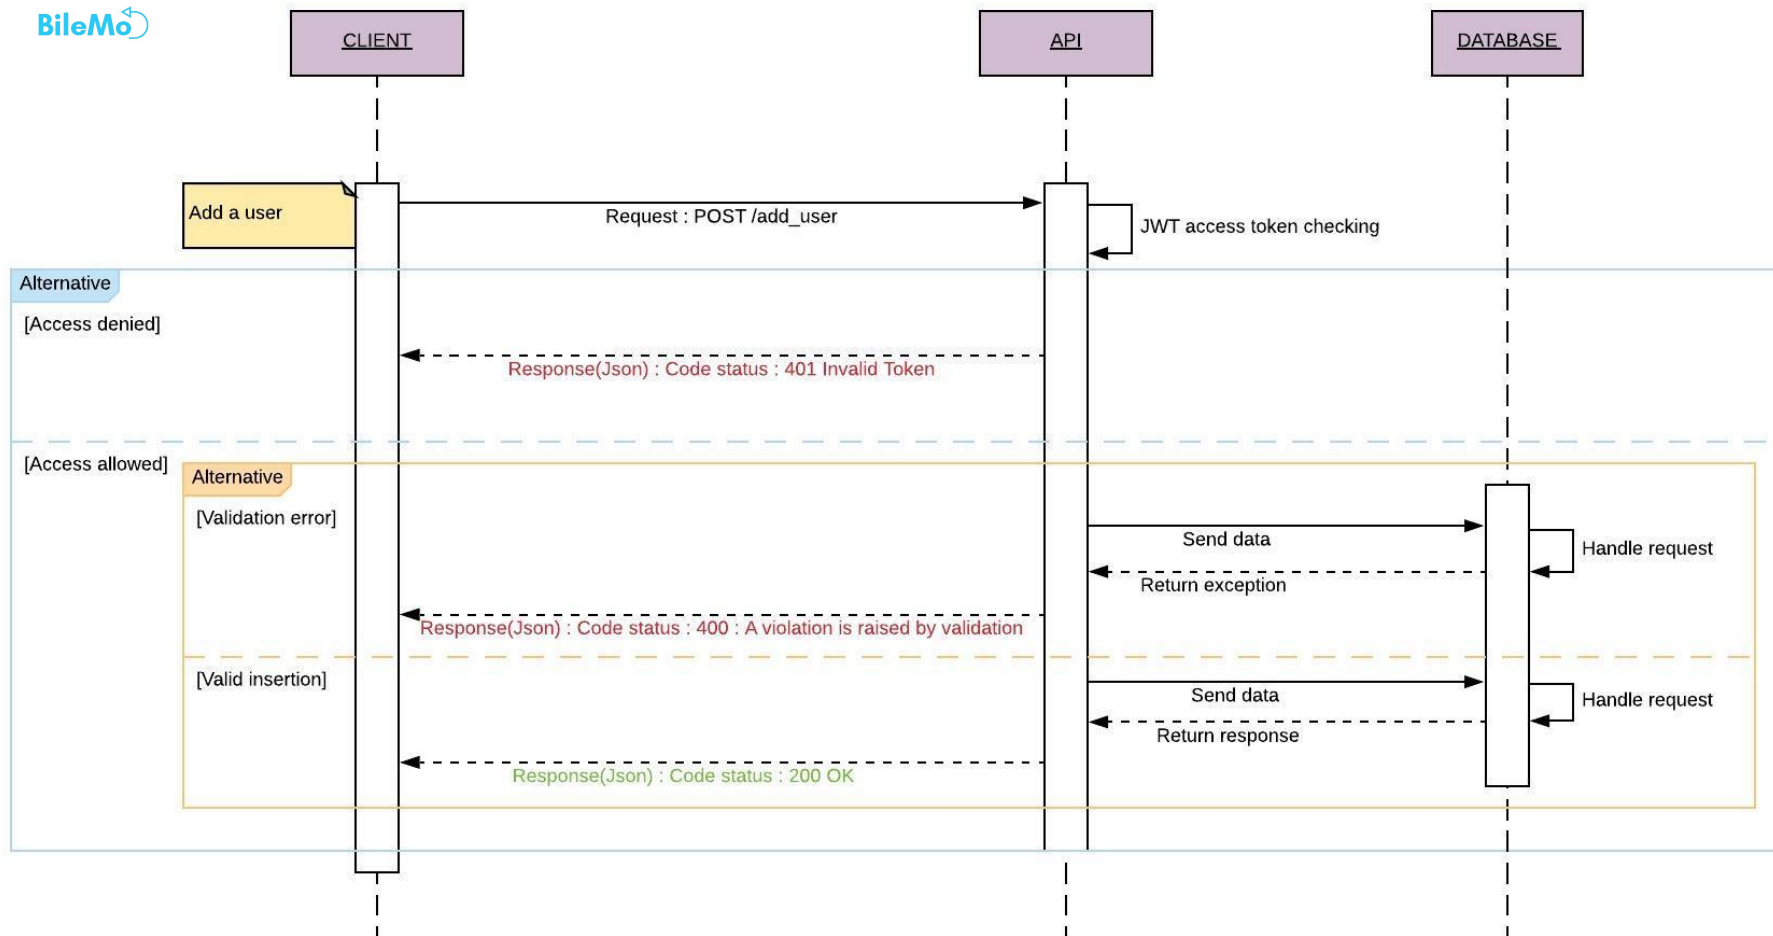 BileMo
CLIENT
API
DATABASE
Add a user
Request : POST /add_user
JWT access token checking
Alternative
[Access denied]
Response(Json) : Code status : 401 Invalid Token
[Access allowed]
Alternative
[Validation error]
Send data
Handle request
Return exception
Response(Json) : Code status : 400 : A violation is raised by validation
[Valid insertion]
Send data
Handle request
Return response
Response(Json) : Code status : 200 OK